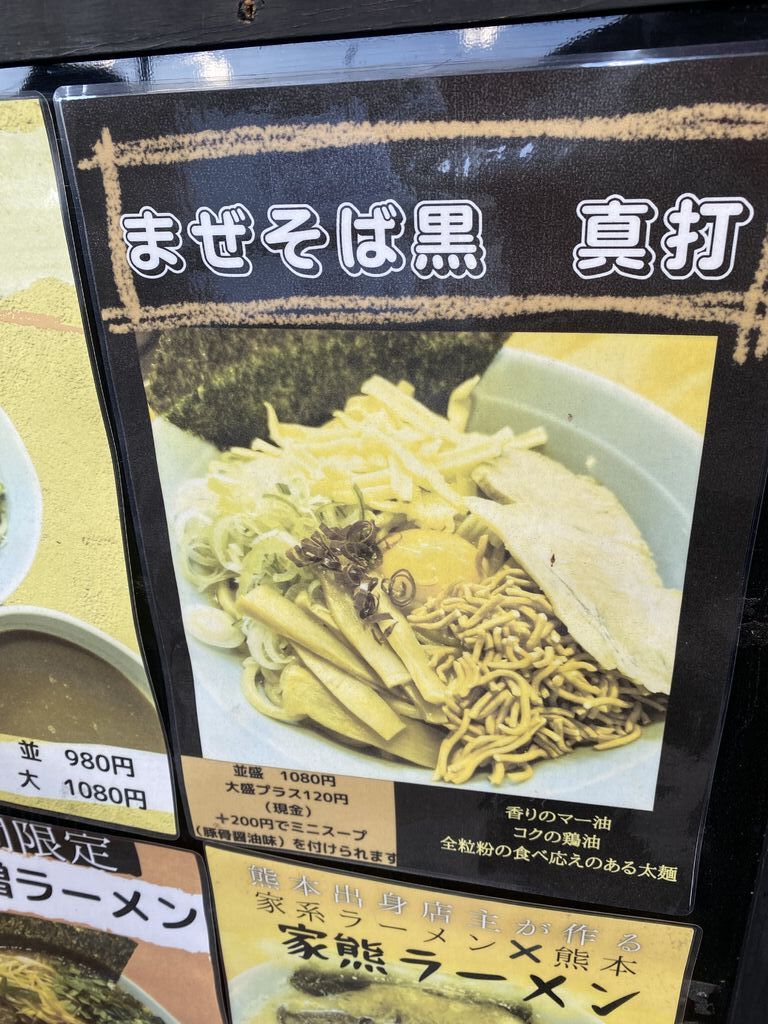 まぜそば黒　真打
並盛 1080円
大盛プラス120円
（現金）
＋200円でミニスープ
（豚骨醤油味）を付けられます
香りのマー油
コクの鶏油
全粒粉の食べ応えのある太麺
並 980円
大 1080円
限定
ラーメン
熊本出身店主が作る
家系ラーメン×熊本
家熊ラーメン